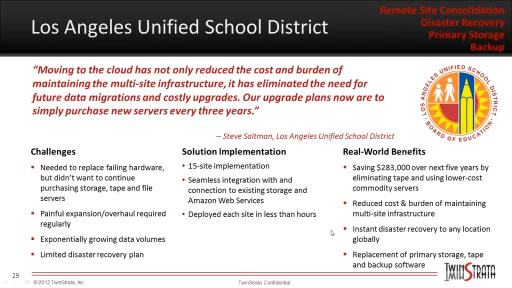 Los Angeles Unified School District
Remote Site Consolidation
Disaster Recovery
Primary Storage
Backup
“Moving to the cloud has not only reduced the cost and burden of
maintaining the multi-site infrastructure, it has eliminated the need for
future data migrations and costly upgrades. Our upgrade plans now are to
simply purchase new servers every three years.”
-- Steve Saitman, Los Angeles Unified School District
LOS ANGELES UNIFIED SCHOOL DISTRICT
BOARD OF EDUCATION
Challenges
▪ Needed to replace failing hardware,
but didn’t want to continue
purchasing storage, tape and file
servers
▪ Painful expansion/overhaul required
regularly
▪ Exponentially growing data volumes
▪ Limited disaster recovery plan
Solution Implementation
• 15-site implementation
• Seamless integration with and
connection to existing storage and
Amazon Web Services
• Deployed each site in less than hours
Real-World Benefits
▪ Saving $283,000 over next five years by
eliminating tape and using lower-cost
commodity servers
▪ Reduced cost & burden of maintaining
multi-site infrastructure
▪ Instant disaster recovery to any location
globally
▪ Replacement of primary storage, tape
and backup software
29
© 2012 TwinStrata, Inc
TwinStrata Confidential
TWINSTRATA